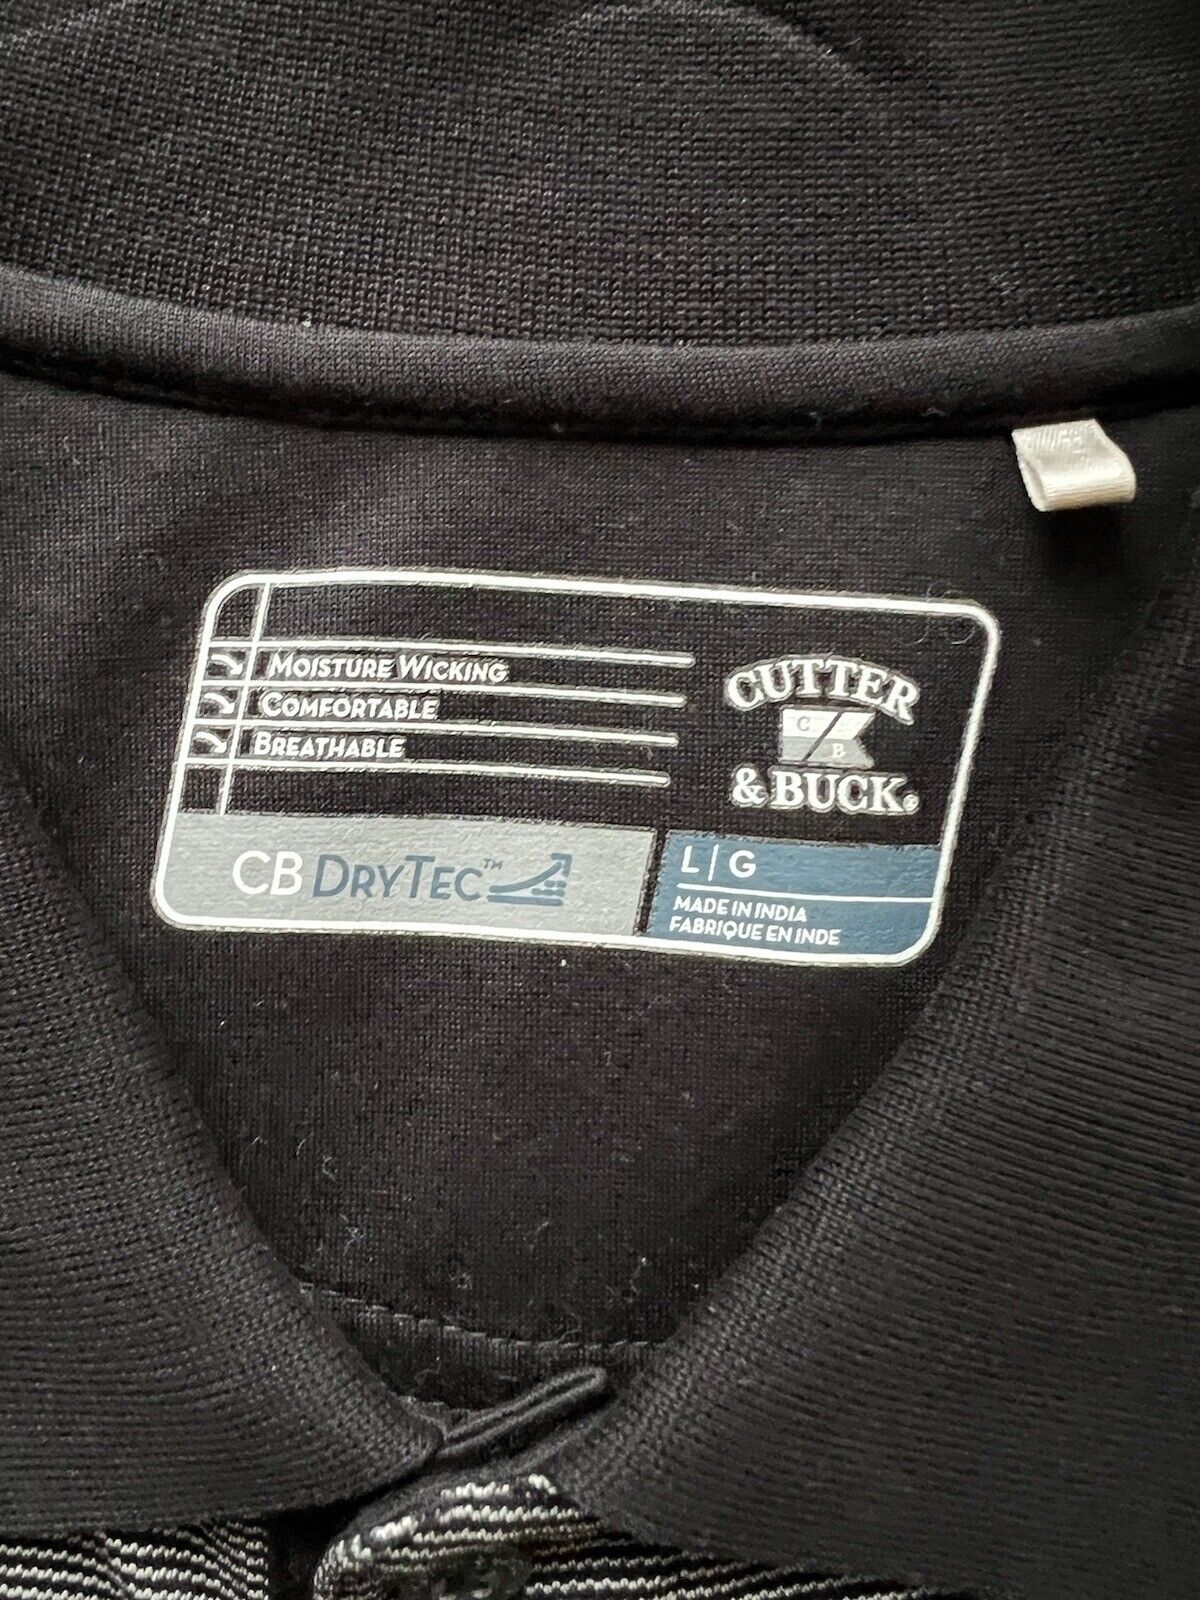 MOISTURE WICKING
COMFORTABLE
BREATHABLE
CUTTER
C B
& BUCK®
CB DRYTEC™
L|G
MADE IN INDIA
FABRIQUE EN INDE